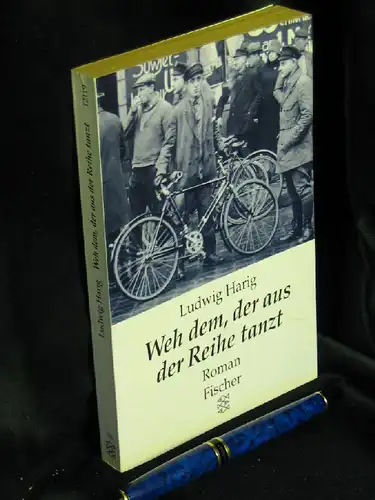 Ludwig Harig
Weh dem, der aus
der Reihe tanzt
Roman
Fischer
Ludwig Harig Weh dem, der aus der Reihe tanzt
Sowjet-